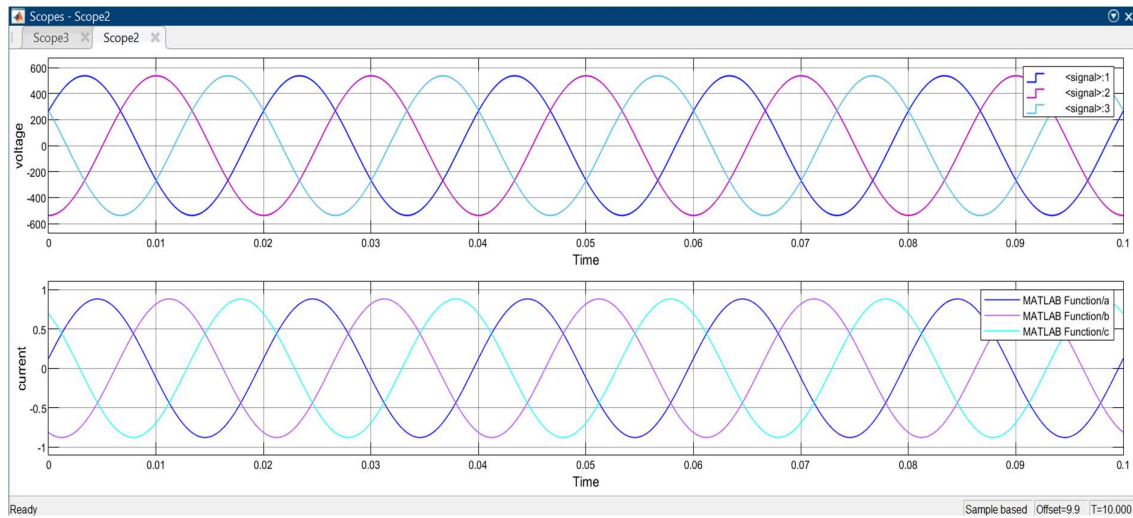 Scopes - Scope2
Scope3 Scope2
<signal>:1
<signal>:2
<signal>:3
600
400
200
0
-200
-400
-600
voltage
0 0.01 0.02 0.03 0.04 0.05 0.06 0.07 0.08 0.09 0.1
Time
MATLAB Function/a
MATLAB Function/b
MATLAB Function/c
1
0.5
0
-0.5
-1
current
0 0.01 0.02 0.03 0.04 0.05 0.06 0.07 0.08 0.09 0.1
Time
Ready Sample based Offset=9.9 T=10.000